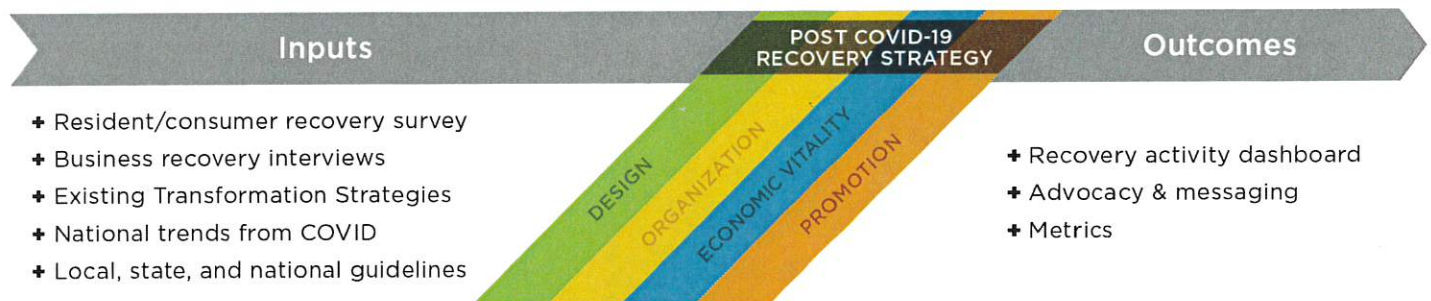 Inputs
POST COVID-19
RECOVERY STRATEGY
Outcomes
+ Resident/consumer recovery survey
+ Business recovery interviews
+ Existing Transformation Strategies
+ National trends from COVID
+ Local, state, and national guidelines
DESIGN
ORGANIZATION
ECONOMIC VITALITY
PROMOTION
+ Recovery activity dashboard
+ Advocacy & messaging
+ Metrics